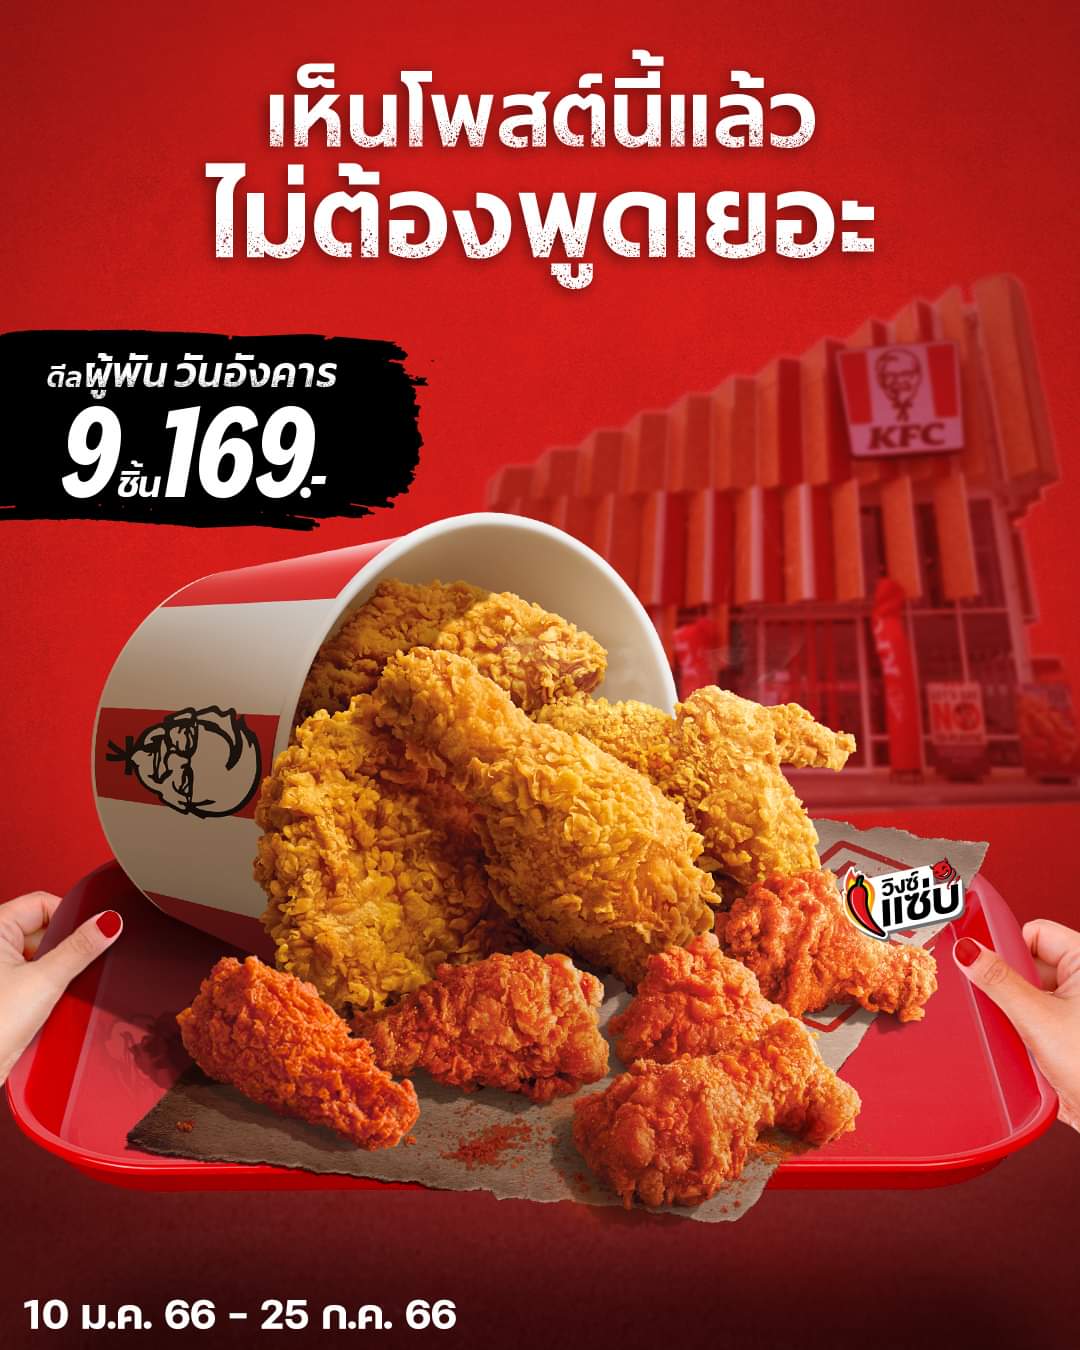 เห็นโพสต์นี้แล้ว
ไม่ต้องพูดเยอะ
ดีลผู้พัน วันอังคาร
9 ชิ้น 169.-
KFC
วิงซ์
แซ่บ
10 ม.ค. 66 - 25 ก.ค. 66